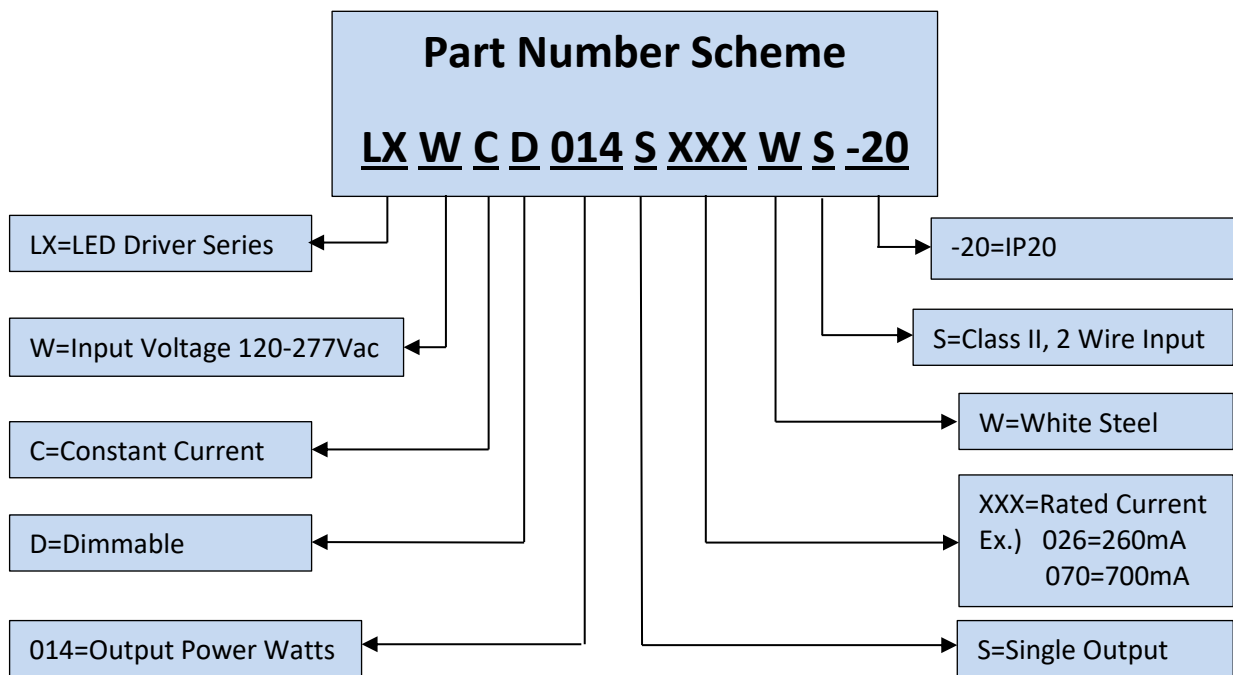 Part Number Scheme
LX W C D 014 S XXX W S -20
LX=LED Driver Series
-20=IP20
W=Input Voltage 120-277Vac
S=Class II, 2 Wire Input
C=Constant Current
W=White Steel
D=Dimmable
XXX=Rated Current
Ex.) 026=260mA
070=700mA
014=Output Power Watts
S=Single Output